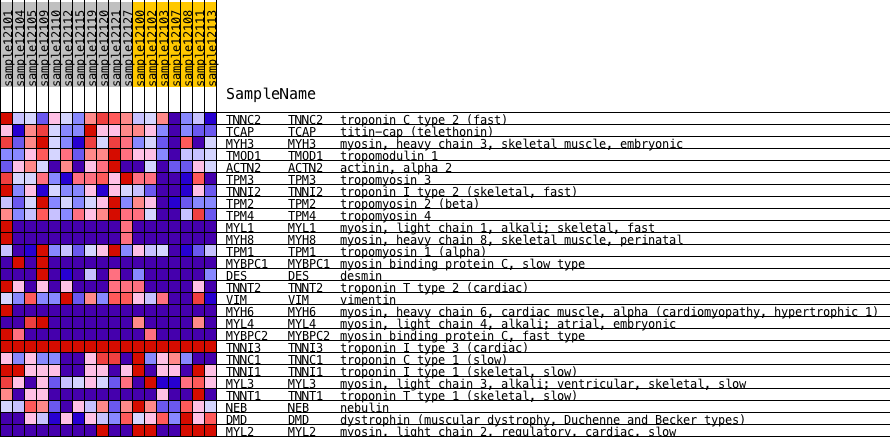 sample12101
sample12104
sample12105
sample12109
sample12110
sample12112
sample12115
sample12119
sample12120
sample12121
sample12127
sample12100
sample12102
sample12103
sample12107
sample12108
sample12111
sample12113
SampleName
TNNC2 TNNC2 troponin C type 2 (fast)
TCAP TCAP titin-cap (telethonin)
MYH3 MYH3 myosin, heavy chain 3, skeletal muscle, embryonic
TMOD1 TMOD1 tropomodulin 1
ACTN2 ACTN2 actinin, alpha 2
TPM3 TPM3 tropomyosin 3
TNNI2 TNNI2 troponin I type 2 (skeletal, fast)
TPM2 TPM2 tropomyosin 2 (beta)
TPM4 TPM4 tropomyosin 4
MYL1 MYL1 myosin, light chain 1, alkali; skeletal, fast
MYH8 MYH8 myosin, heavy chain 8, skeletal muscle, perinatal
TPM1 TPM1 tropomyosin 1 (alpha)
MYBPC1 MYBPC1 myosin binding protein C, slow type
DES DES desmin
TNNT2 TNNT2 troponin T type 2 (cardiac)
VIM VIM vimentin
MYH6 MYH6 myosin, heavy chain 6, cardiac muscle, alpha (cardiomyopathy, hypertrophic 1)
MYL4 MYL4 myosin, light chain 4, alkali; atrial, embryonic
MYBPC2 MYBPC2 myosin binding protein C, fast type
TNNI3 TNNI3 troponin I type 3 (cardiac)
TNNC1 TNNC1 troponin C type 1 (slow)
TNNI1 TNNI1 troponin I type 1 (skeletal, slow)
MYL3 MYL3 myosin, light chain 3, alkali; ventricular, skeletal, slow
TNNT1 TNNT1 troponin T type 1 (skeletal, slow)
NEB NEB nebulin
DMD DMD dystrophin (muscular dystrophy, Duchenne and Becker types)
MYL2 MYL2 myosin, light chain 2, regulatory, cardiac, slow